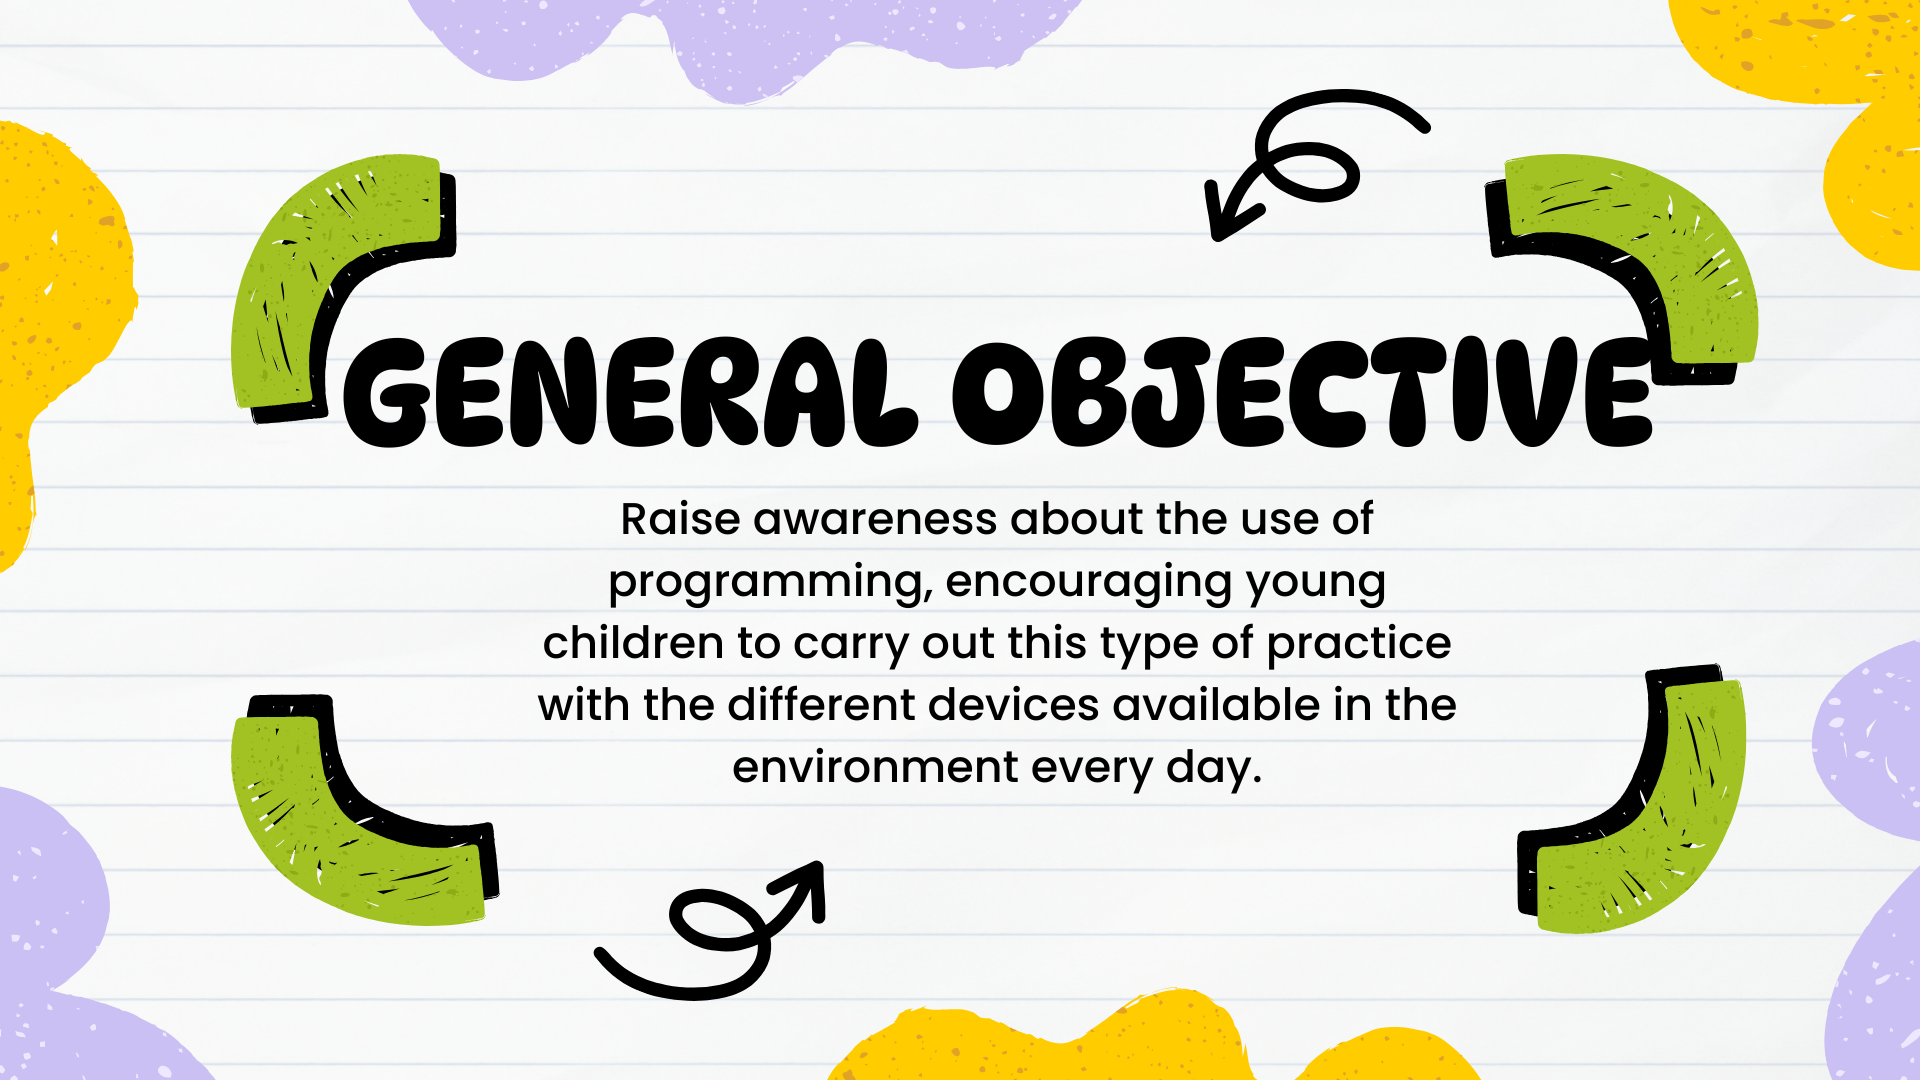 GENERAL OBJECTIVE
Raise awareness about the use of
programming, encouraging young
children to carry out this type of practice
with the different devices available in the
environment every day.